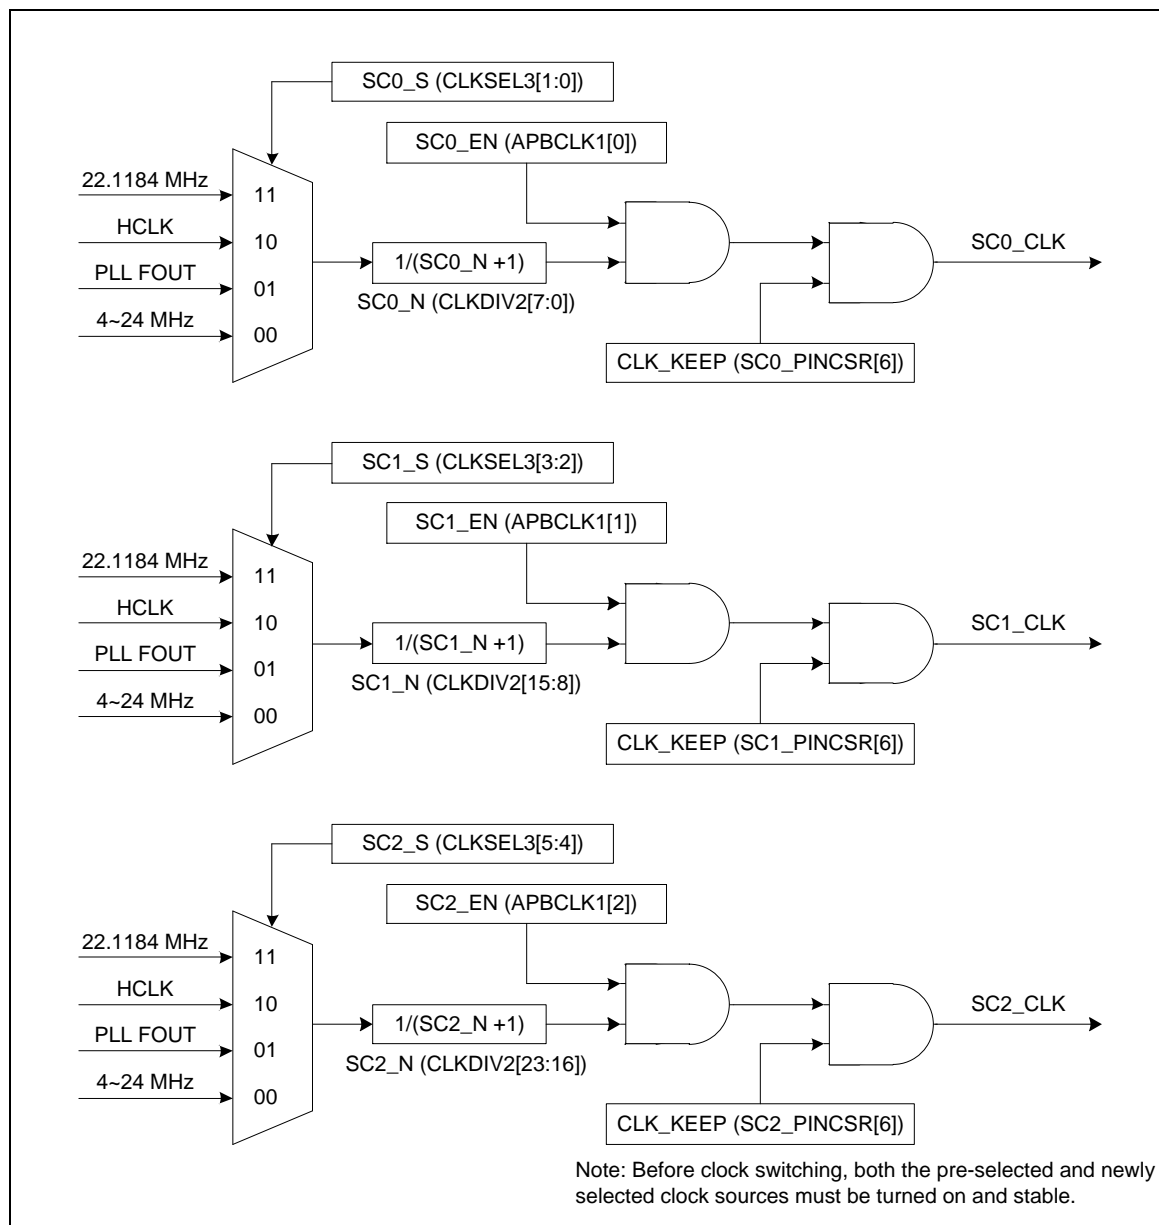 SC0_S (CLKSEL3[1:0])
SC0_EN (APBCLK1[0])
22.1184 MHz
11
HCLK
10
PLL FOUT
01
4~24 MHz
00
1/(SC0_N +1)
SC0_N (CLKDIV2[7:0])
SC0_CLK
CLK_KEEP (SC0_PINCSR[6])
SC1_S (CLKSEL3[3:2])
SC1_EN (APBCLK1[1])
22.1184 MHz
11
HCLK
10
PLL FOUT
01
4~24 MHz
00
1/(SC1_N +1)
SC1_N (CLKDIV2[15:8])
SC1_CLK
CLK_KEEP (SC1_PINCSR[6])
SC2_S (CLKSEL3[5:4])
SC2_EN (APBCLK1[2])
22.1184 MHz
11
HCLK
10
PLL FOUT
01
4~24 MHz
00
1/(SC2_N +1)
SC2_N (CLKDIV2[23:16])
SC2_CLK
CLK_KEEP (SC2_PINCSR[6])
Note: Before clock switching, both the pre-selected and newly
selected clock sources must be turned on and stable.